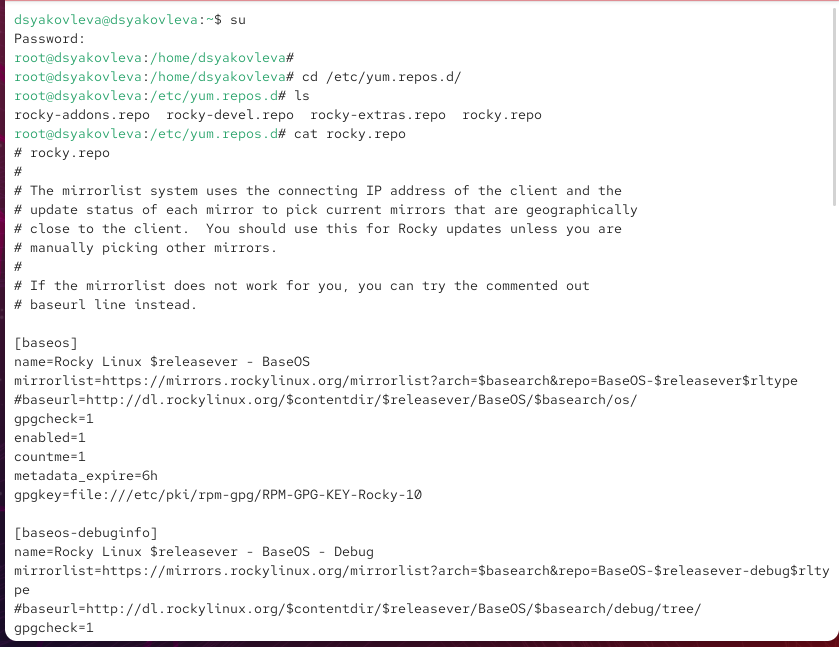 dsyakovleva@dsyakovleva:~$ su
Password:
root@dsyakovleva:/home/dsyakovleva#
root@dsyakovleva:/home/dsyakovleva# cd /etc/yum.repos.d/
root@dsyakovleva:/etc/yum.repos.d# ls
rocky-addons.repo  rocky-devel.repo  rocky-extras.repo  rocky.repo
root@dsyakovleva:/etc/yum.repos.d# cat rocky.repo
# rocky.repo
#
# The mirrorlist system uses the connecting IP address of the client and the
# update status of each mirror to pick current mirrors that are geographically
# close to the client.  You should use this for Rocky updates unless you are
# manually picking other mirrors.
#
# If the mirrorlist does not work for you, you can try the commented out
# baseurl line instead.

[baseos]
name=Rocky Linux $releasever - BaseOS
mirrorlist=https://mirrors.rockylinux.org/mirrorlist?arch=$basearch&repo=BaseOS-$releasever$rltype
#baseurl=http://dl.rockylinux.org/$contentdir/$releasever/BaseOS/$basearch/os/
gpgcheck=1
enabled=1
countme=1
metadata_expire=6h
gpgkey=file:///etc/pki/rpm-gpg/RPM-GPG-KEY-Rocky-10

[baseos-debuginfo]
name=Rocky Linux $releasever - BaseOS - Debug
mirrorlist=https://mirrors.rockylinux.org/mirrorlist?arch=$basearch&repo=BaseOS-$releasever-debug$rlty
pe
#baseurl=http://dl.rockylinux.org/$contentdir/$releasever/BaseOS/$basearch/debug/tree/
gpgcheck=1